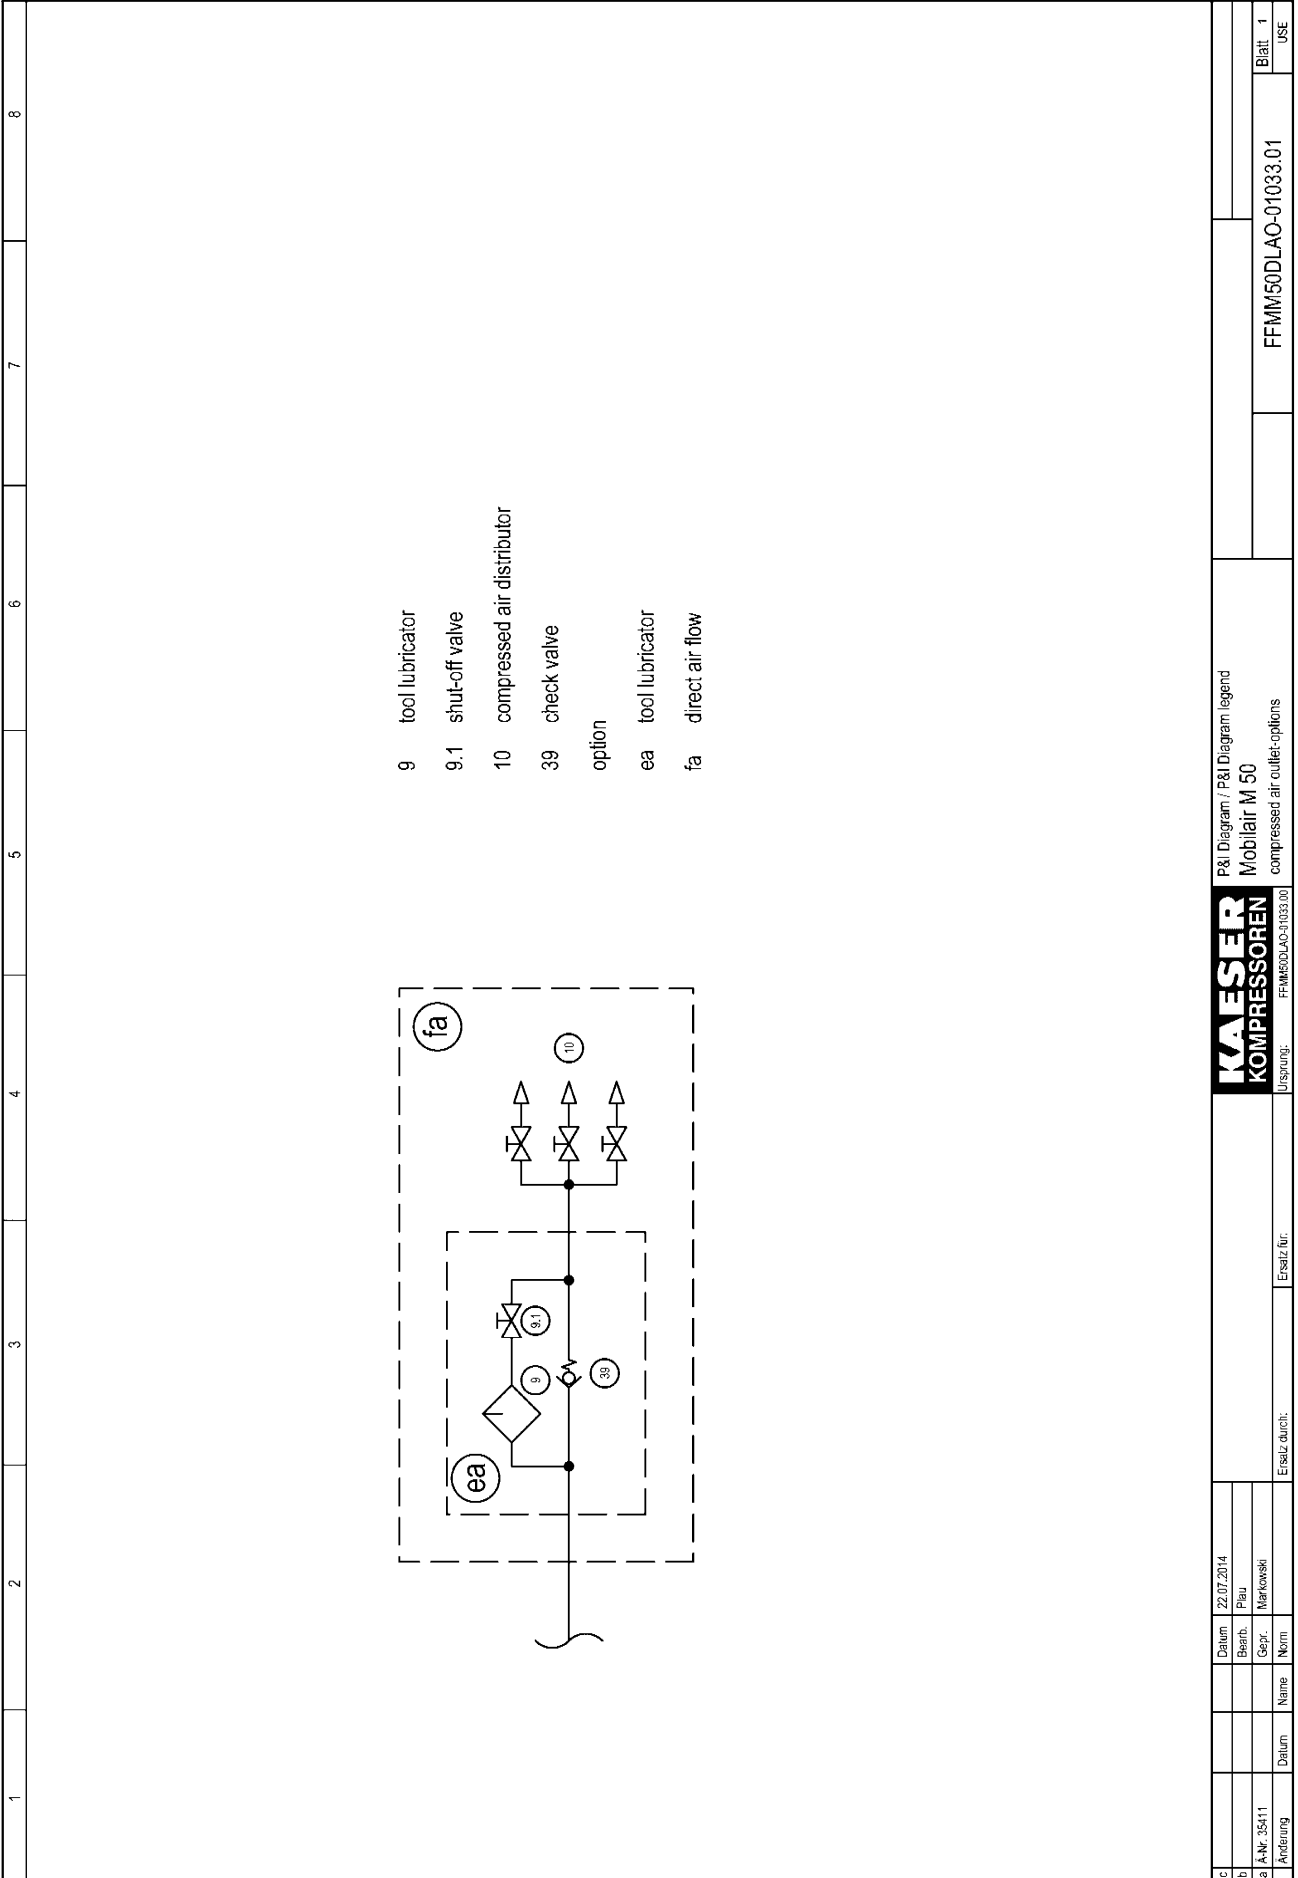 1
2
3
4
5
6
7
8
fa
ea
9
9.1
39
10
9 tool lubricator
9.1 shut-off valve
10 compressed air distributor
39 check valve
option
ea tool lubricator
fa direct air flow
c
b
a Ä-Nr. 35411
Änderung Datum Name
Datum 22.07.2014
Bearb. Plau
Gepr. Markowski
Norm
Ersatz durch:
Ersatz für:
KAESER
KOMPRESSOREN
Ursprung: FFMM50DLAO-01033.00
P&I Diagram / P&I Diagram legend
Mobilair M 50
compressed air outlet-options
FFMM50DLAO-01033.01
Blatt 1
USE